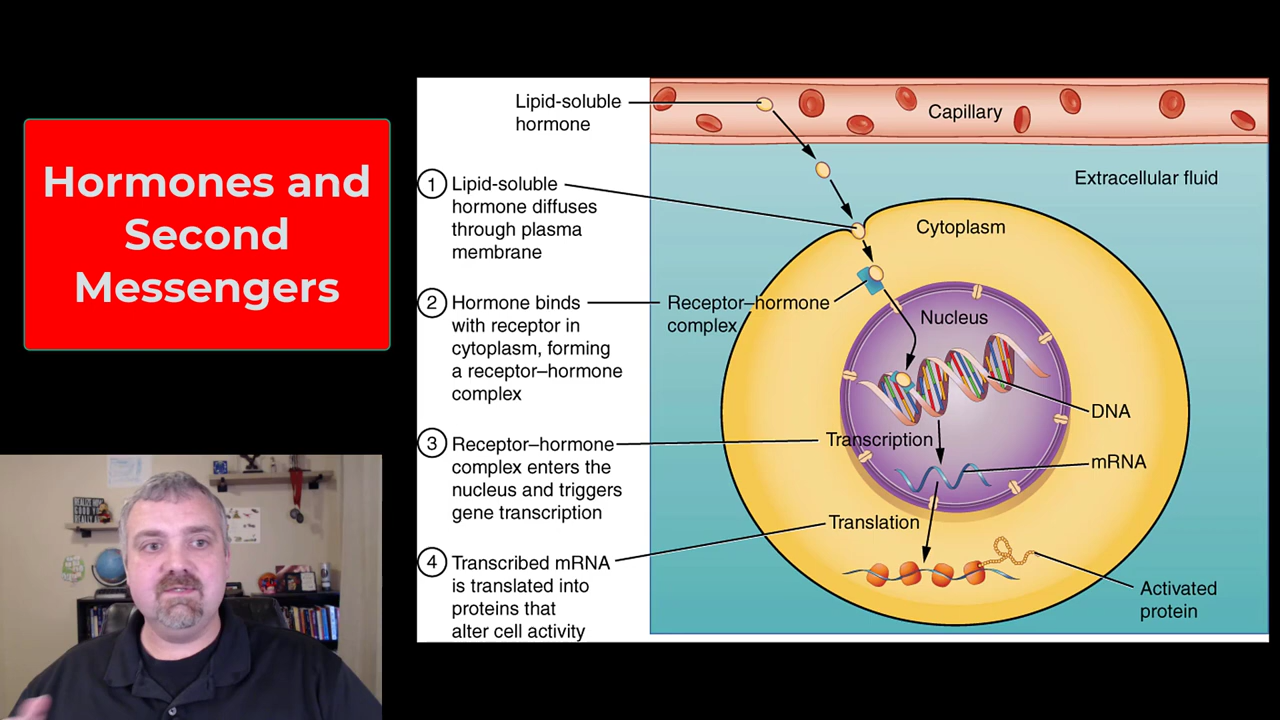 Hormones and
Second
Messengers
Lipid-soluble
hormone
1 Lipid-soluble
hormone diffuses
through plasma
membrane
2 Hormone binds
with receptor in
cytoplasm, forming
a receptor–hormone
complex
3 Receptor–hormone
complex enters the
nucleus and triggers
gene transcription
4 Transcribed mRNA
is translated into
proteins that
alter cell activity
Capillary
Extracellular fluid
Cytoplasm
Receptor–hormone
complex
Nucleus
DNA
Transcription
mRNA
Translation
Activated
protein